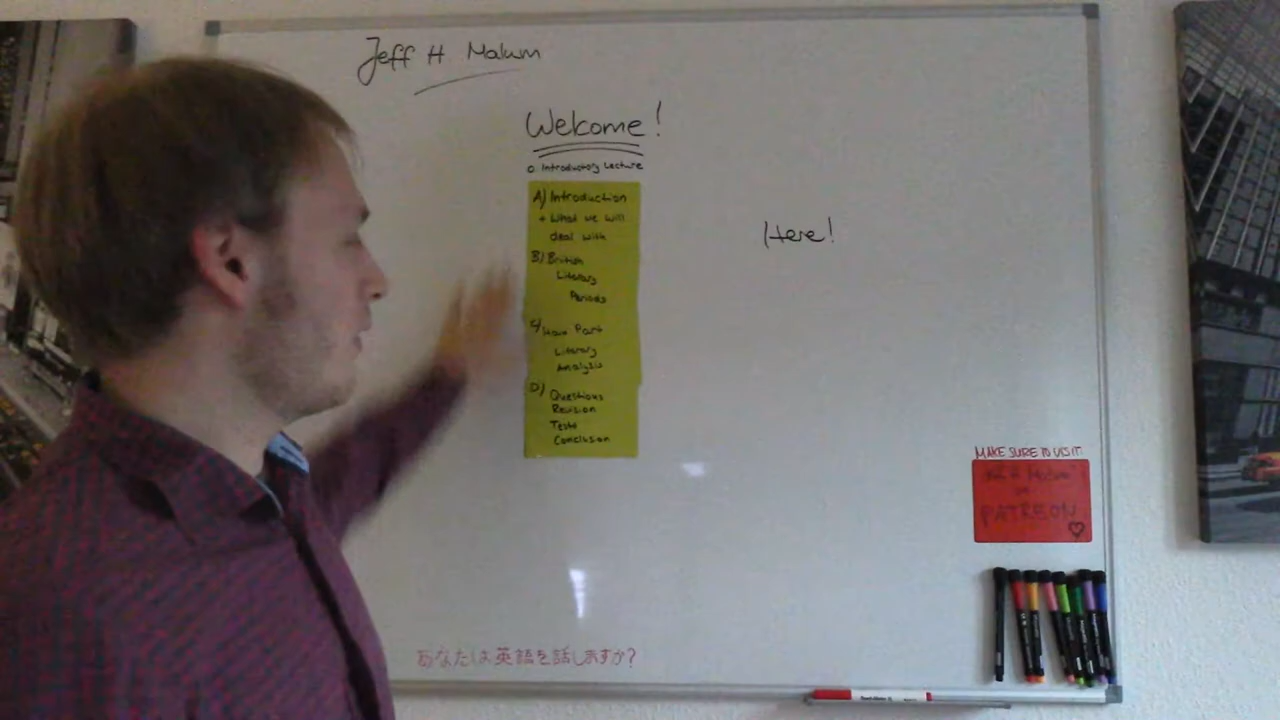 Jeff H Malum
Welcome!
0. Introductory Lecture
A) Introduction
+ What we will
deal with
B) British
Literary
Periods
C) Main Part
Literary
Analysis
D)
Questions
Revision
Tests
Conclusion
Here!
MAKE SURE TO VISIT
PATREON
あなたは英語を話しますか?